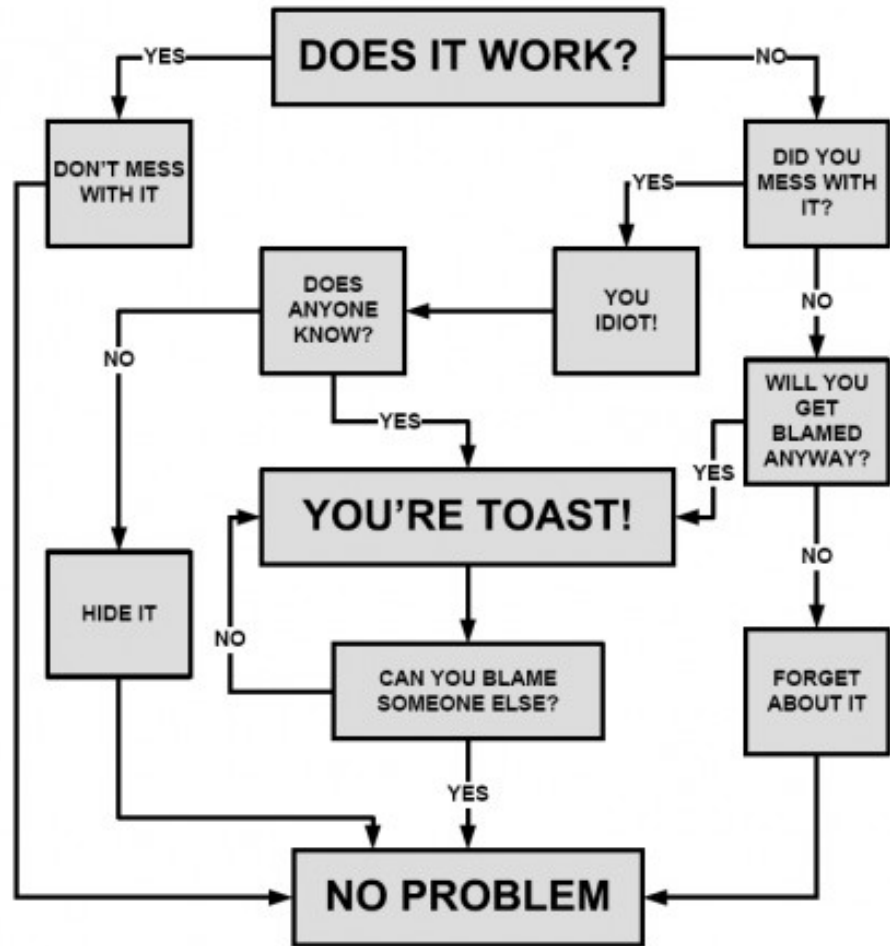 DOES IT WORK?
YES
NO
DON'T MESS
WITH IT
DID YOU
MESS WITH
IT?
YES
DOES
ANYONE
KNOW?
YOU
IDIOT!
NO
NO
WILL YOU
GET
BLAMED
ANYWAY?
YES
YES
YOU'RE TOAST!
NO
HIDE IT
NO
CAN YOU BLAME
SOMEONE ELSE?
FORGET
ABOUT IT
YES
NO PROBLEM